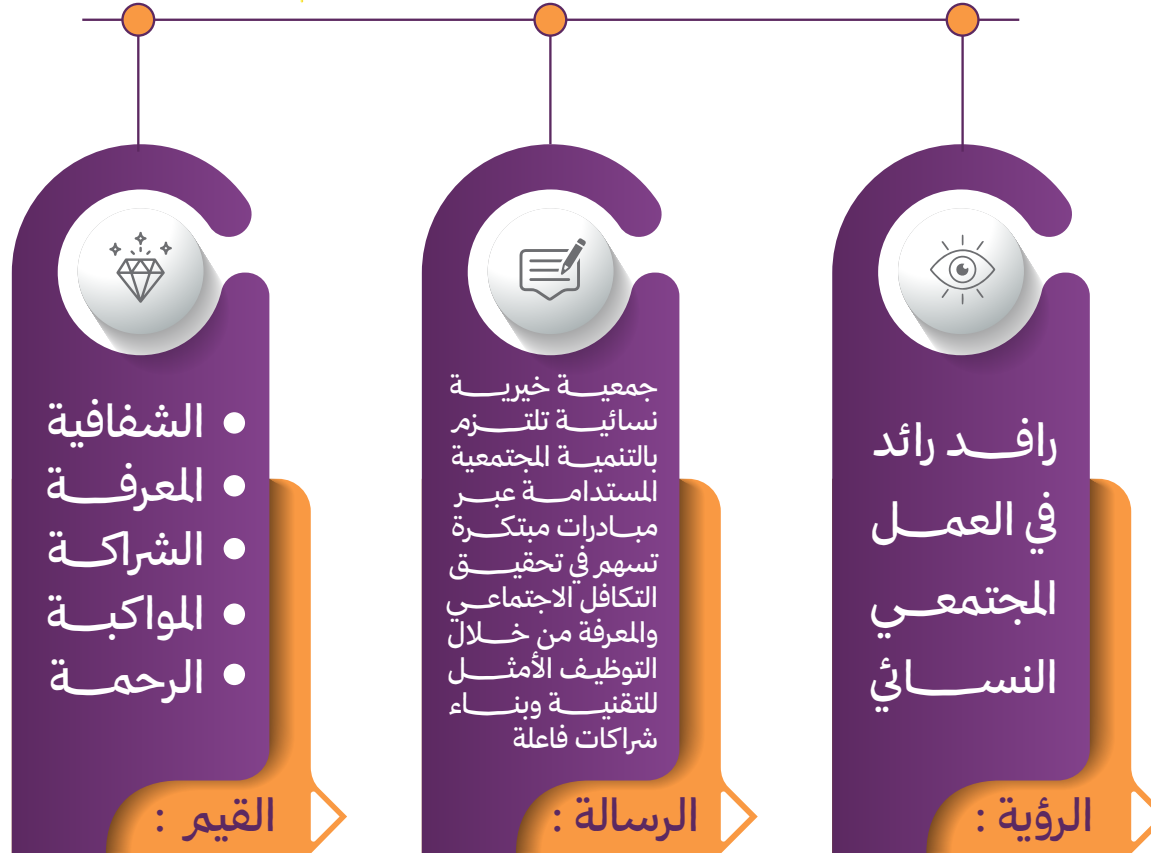 رافد رائد
في العمل
المجتمعي
النسائي
الرؤية :
جمعية خيرية
نسائية تلتزم
بالتنمية المجتمعية
المستدامة عبر
مبادرات مبتكرة
تسهم في تحقيق
التكافل الاجتماعي
والمعرفة من خلال
التوظيف الأمثل
للتقنية وبناء
شراكات فاعلة
الرسالة :
• الشفافية
• المعرفة
• الشراكة
• المواكبة
• الرحمة
القيم :